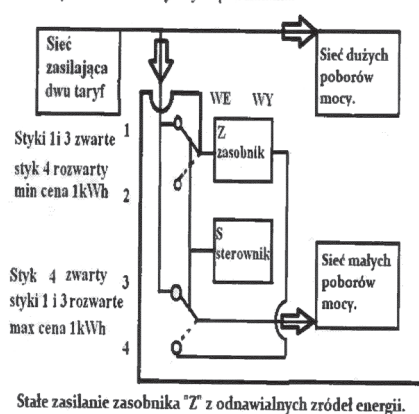 Sieć
zasilająca
dwu taryf
Sieć dużych
poborów
mocy.
WE WY
Styki 1i 3 zwarte
1
Z
zasobnik
styk 4 rozwarty
min cena 1kWh
2
S
sterownik
Styk 4 zwarty
3
styki 1 i 3 rozwarte
max cena 1kWh
4
Sieć małych
poborów
mocy.
Stałe zasilanie zasobnika "Z" z odnawialnych zródeł energii.